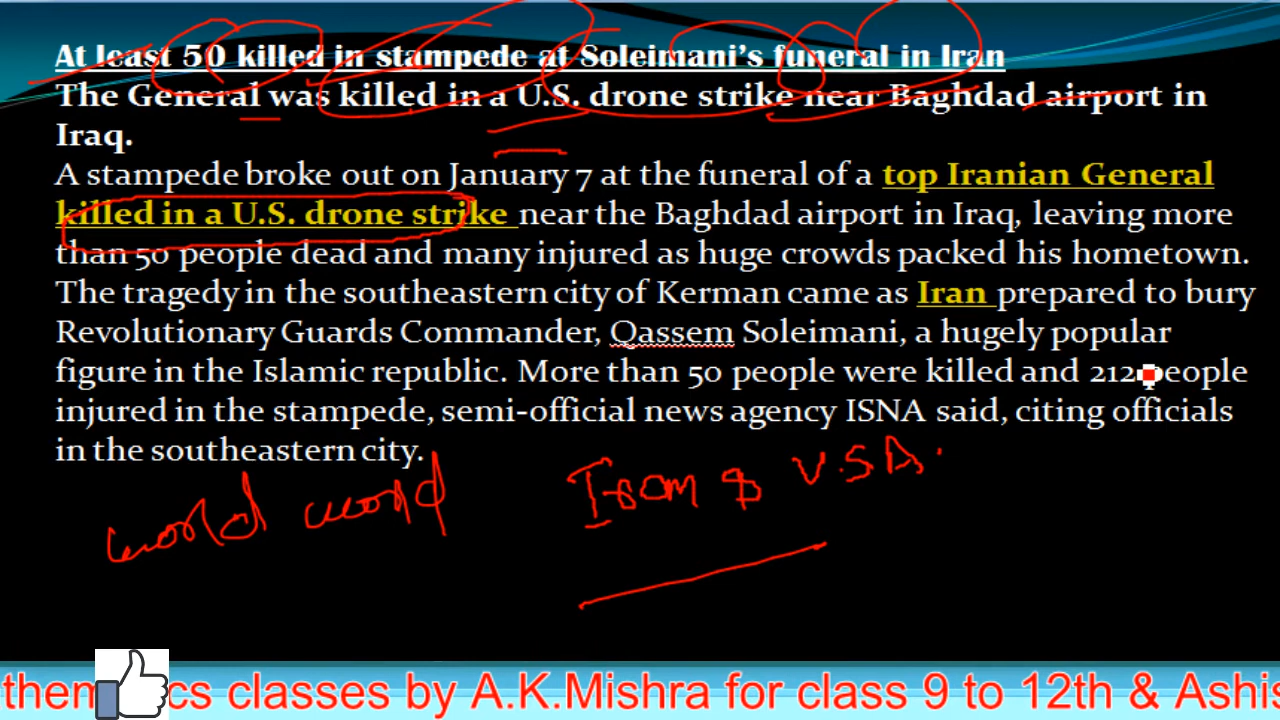 At least 50 killed in stampede at Soleimani's funeral in Iran
The General was killed in a U.S. drone strike near Baghdad airport in
Iraq.
A stampede broke out on January 7 at the funeral of a top Iranian General
killed in a U.S. drone strike near the Baghdad airport in Iraq, leaving more
than 50 people dead and many injured as huge crowds packed his hometown.
The tragedy in the southeastern city of Kerman came as Iran prepared to bury
Revolutionary Guards Commander, Qassem Soleimani, a hugely popular
figure in the Islamic republic. More than 50 people were killed and 212 people
injured in the stampede, semi-official news agency ISNA said, citing officials
in the southeastern city.
world world Iran & U.S.A.
classes by A.K.Mishra for class 9 to 12th &